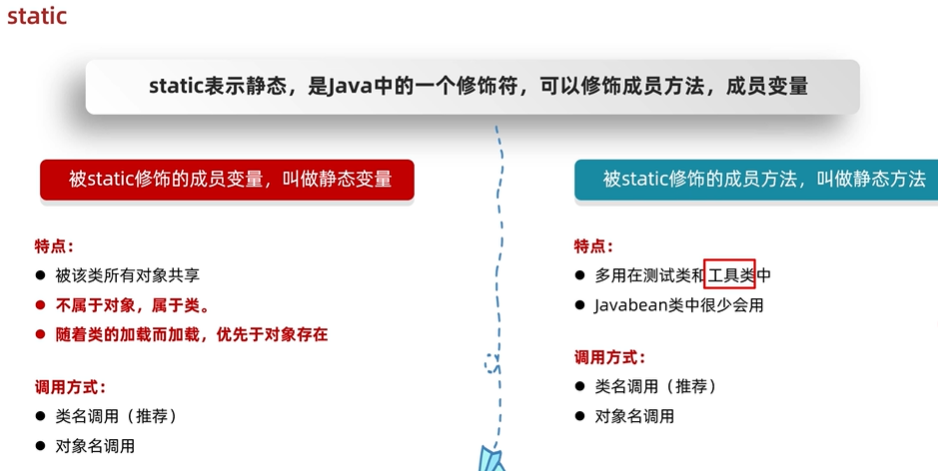 static
static表示静态，是Java中的一个修饰符，可以修饰成员方法，成员变量
被static修饰的成员变量，叫做静态变量
特点：
● 被该类所有对象共享
● 不属于对象，属于类。
● 随着类的加载而加载，优先于对象存在
调用方式：
● 类名调用（推荐）
● 对象名调用
被static修饰的成员方法，叫做静态方法
特点：
● 多用在测试类和工具类中
● Javabean类中很少会用
调用方式：
● 类名调用（推荐）
● 对象名调用